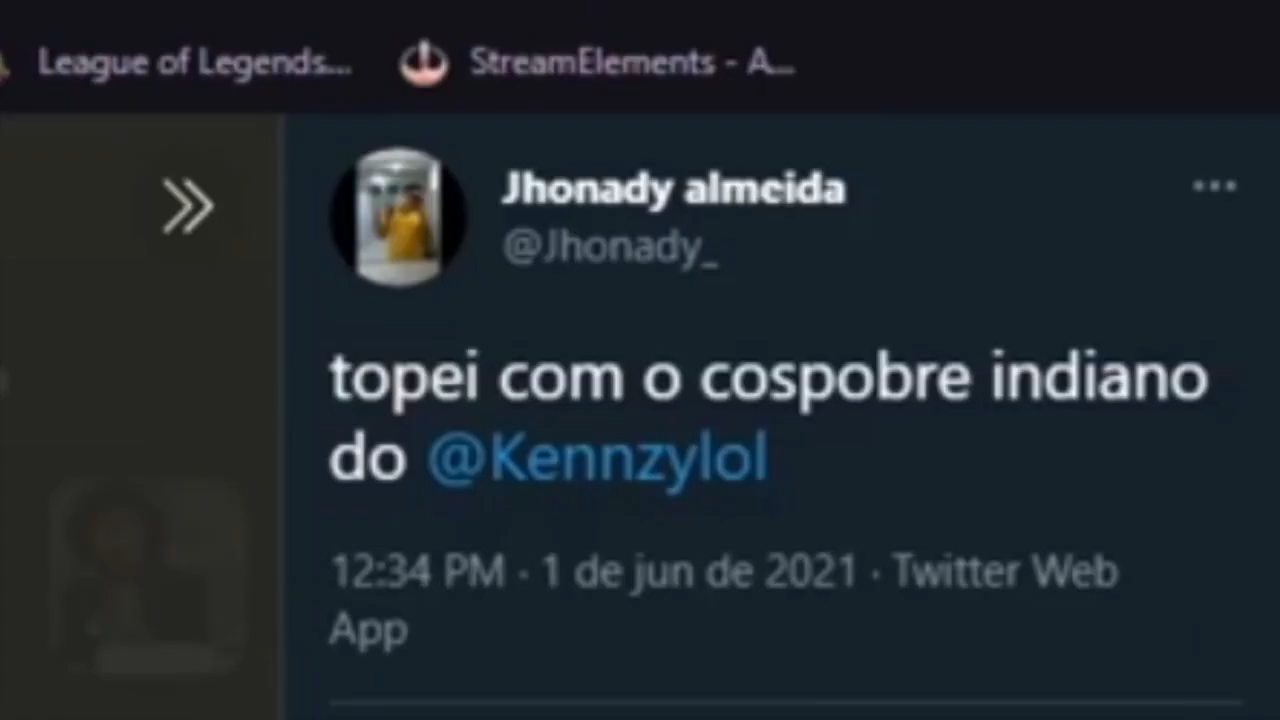 League of Legends...
StreamElements - A...
Jhonady almeida
@Jhonady_
topei com o cospobre indiano
do @Kennzylol
12:34 PM · 1 de jun de 2021 · Twitter Web
App